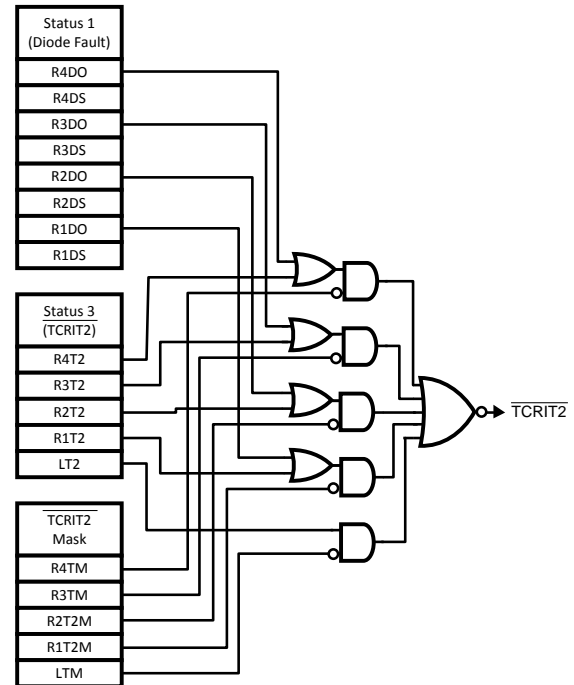 Status 1
(Diode Fault)
R4DO
R4DS
R3DO
R3DS
R2DO
R2DS
R1DO
R1DS
Status 3
(TCRIT2)
R4T2
R3T2
R2T2
R1T2
LT2
TCRIT2
Mask
R4TM
R3TM
R2T2M
R1T2M
LTM
TCRIT2